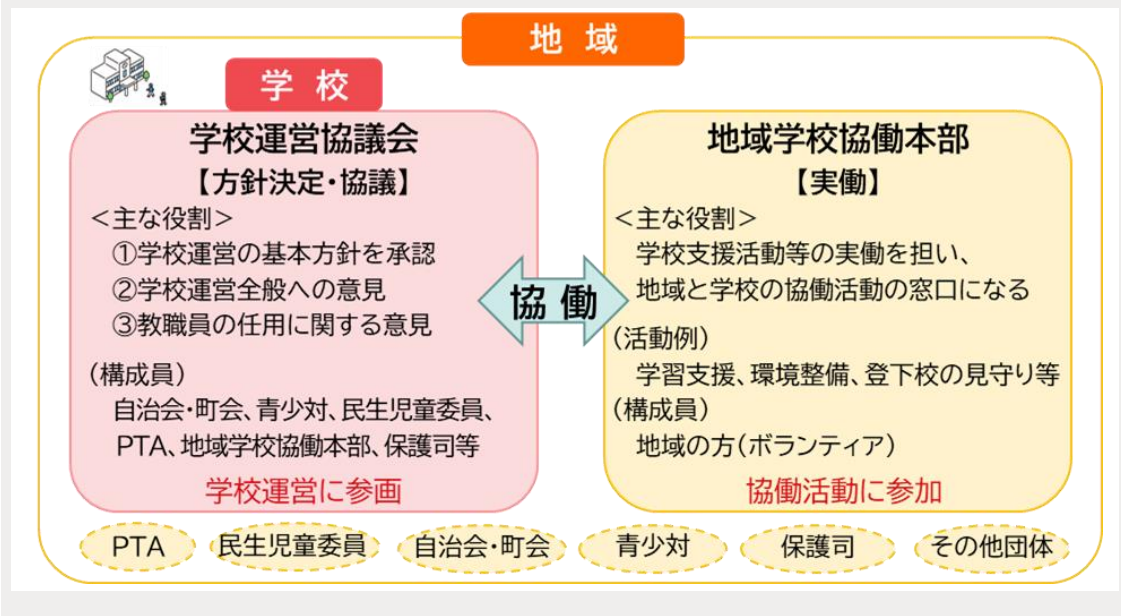 地 域
学 校
学校運営協議会
【方針決定・協議】
＜主な役割＞
①学校運営の基本方針を承認
②学校運営全般への意見
③教職員の任用に関する意見
(構成員)
自治会・町会、青少対、民生児童委員、
PTA、地域学校協働本部、保護司等
学校運営に参画
協 働
地域学校協働本部
【実働】
＜主な役割＞
学校支援活動等の実働を担い、
地域と学校の協働活動の窓口になる
(活動例)
学習支援、環境整備、登下校の見守り等
(構成員)
地域の方(ボランティア)
協働活動に参加
PTA
民生児童委員
自治会・町会
青少対
保護司
その他団体